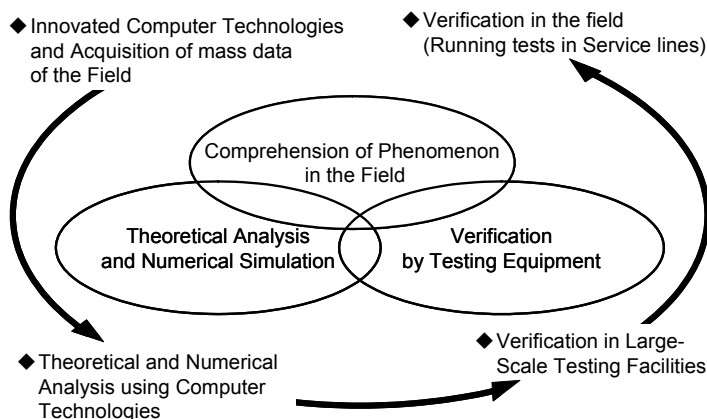 ◆ Innovated Computer Technologies
and Acquisition of mass data
of the Field
◆ Verification in the field
(Running tests in Service lines)
Comprehension of Phenomenon
in the Field
Theoretical Analysis
and Numerical Simulation
Verification
by Testing Equipment
◆ Theoretical and Numerical
Analysis using Computer
Technologies
◆ Verification in Large-
Scale Testing Facilities